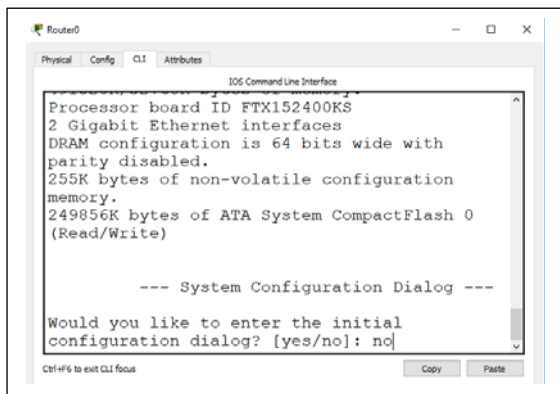 Router0
Physical Config CLI Attributes
IOS Command Line Interface
Processor board ID FTX152400KS
2 Gigabit Ethernet interfaces
DRAM configuration is 64 bits wide with
parity disabled.
255K bytes of non-volatile configuration
memory.
249856K bytes of ATA System CompactFlash 0
(Read/Write)
--- System Configuration Dialog ---
Would you like to enter the initial
configuration dialog? [yes/no]: no
Ctrl+F6 to exit CLI focus
Copy Paste